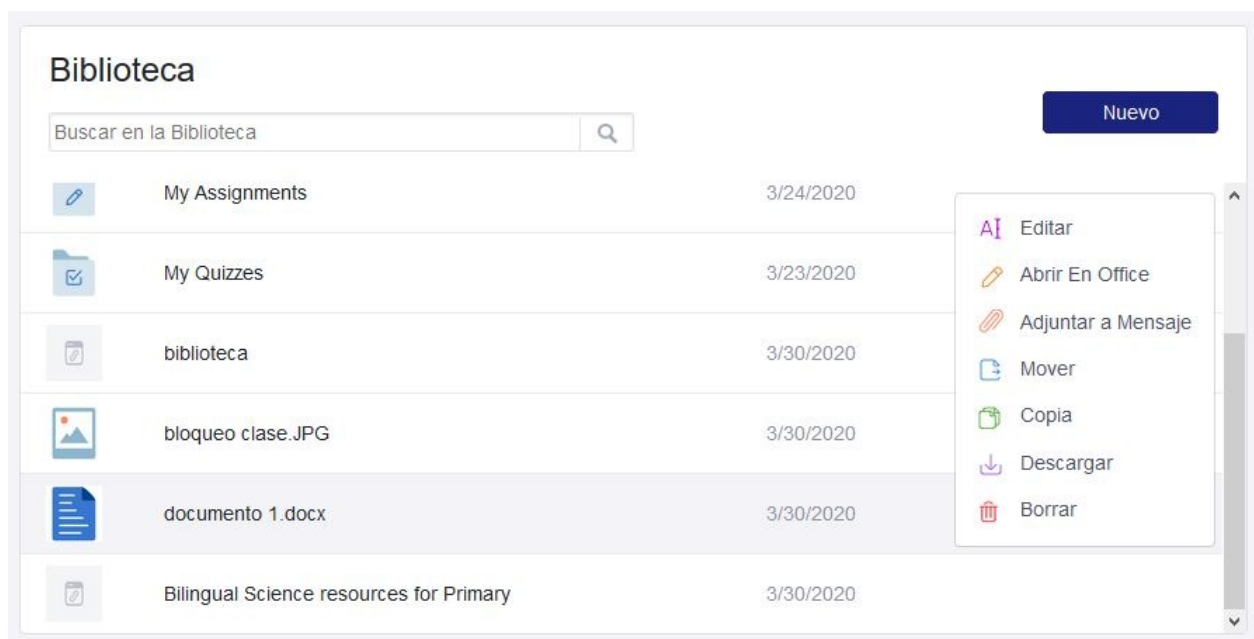 Biblioteca
Buscar en la Biblioteca
Nuevo
My Assignments 3/24/2020
My Quizzes 3/23/2020
biblioteca 3/30/2020
bloqueo clase.JPG 3/30/2020
documento 1.docx 3/30/2020
Bilingual Science resources for Primary 3/30/2020
Editar
Abrir En Office
Adjuntar a Mensaje
Mover
Copia
Descargar
Borrar